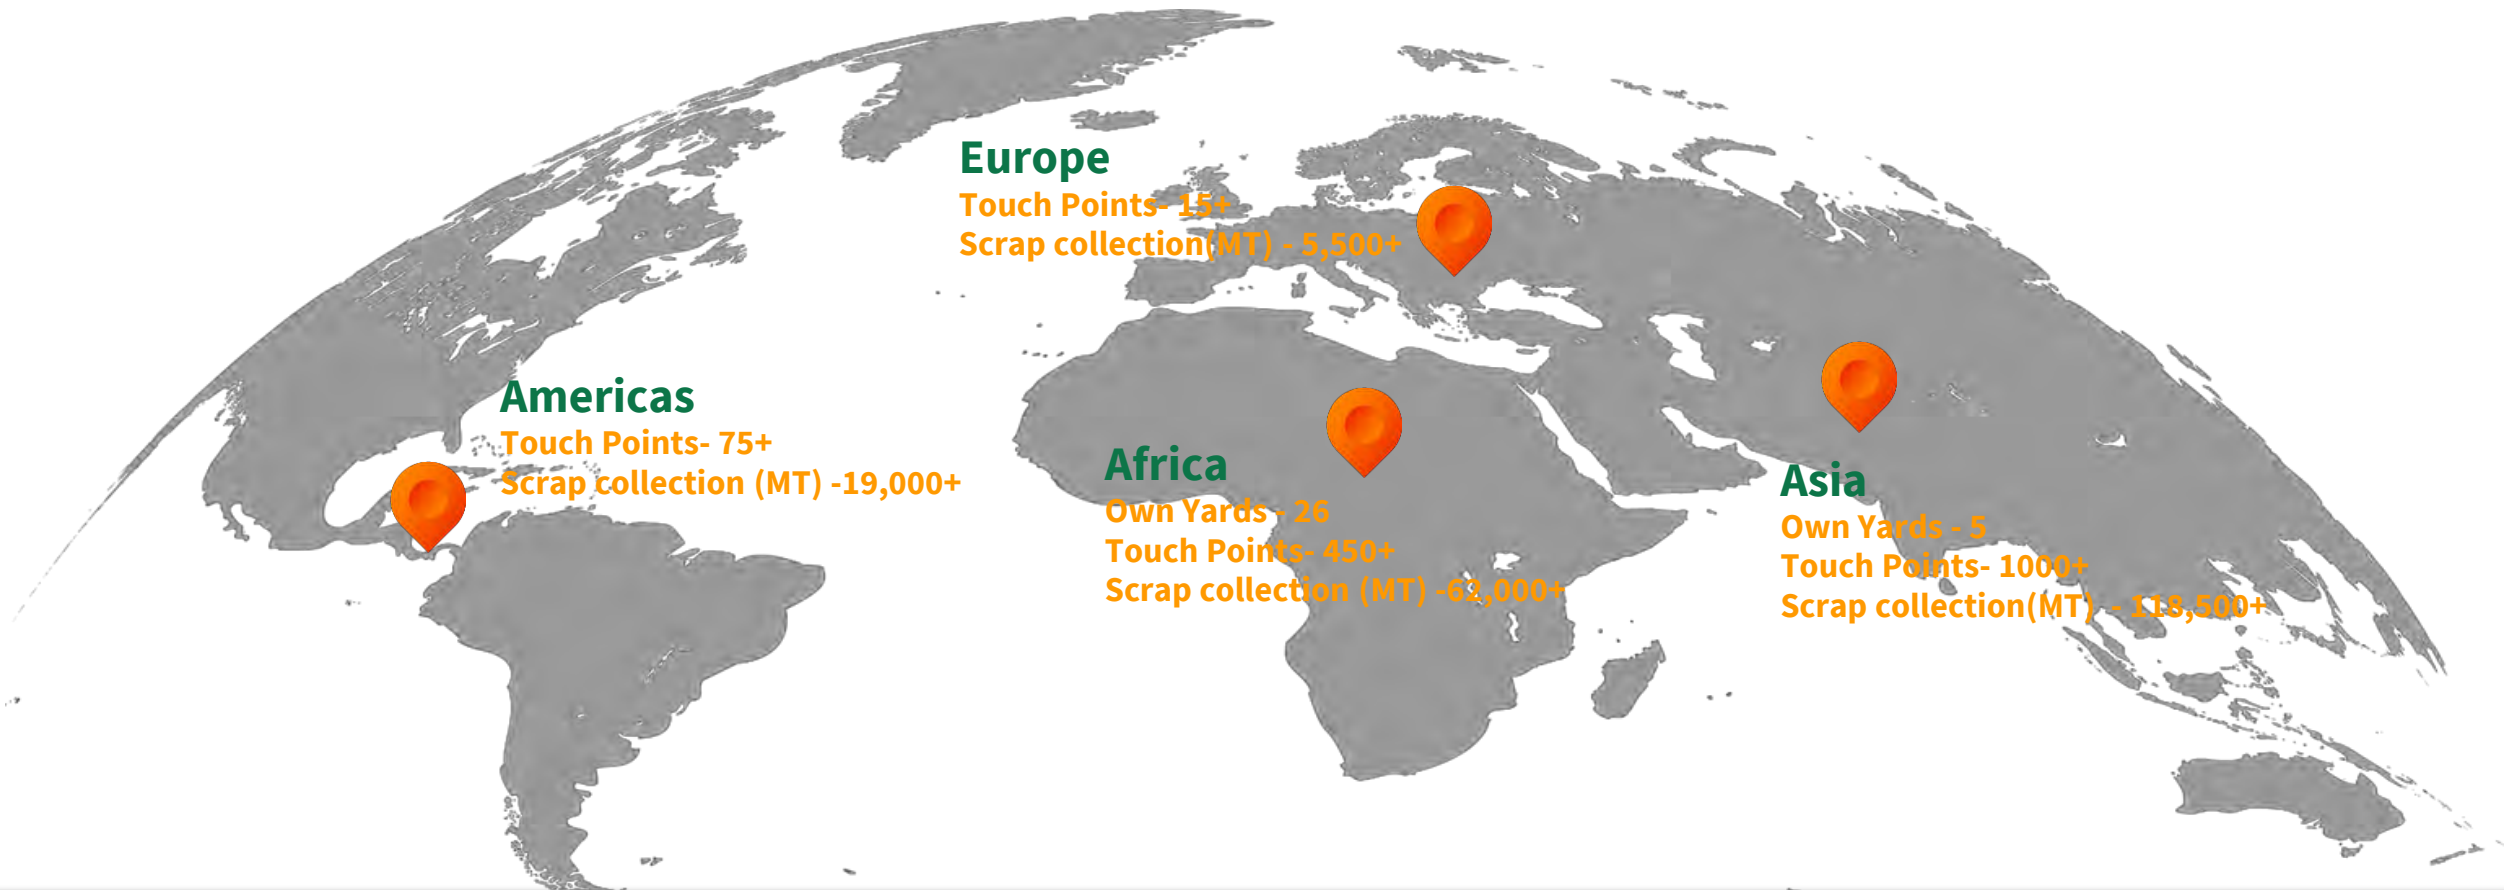 Europe
Touch Points- 15+
Scrap collection(MT) - 5,500+
Americas
Touch Points- 75+
Scrap collection (MT) -19,000+
Africa
Own Yards - 26
Touch Points- 450+
Scrap collection (MT) -62,000+
Asia
Own Yards - 5
Touch Points- 1000+
Scrap collection(MT)  - 118,500+